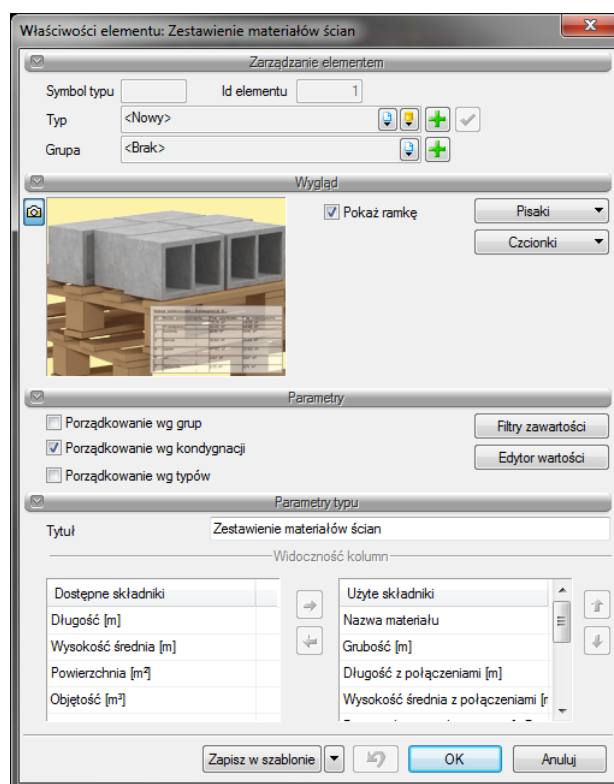 Właściwości elementu: Zestawienie materiałów ścian
Zarządzanie elementem
Symbol typu Id elementu 1
Typ <Nowy>
Grupa <Brak>
Wygląd
Pokaż ramkę Pisaki
Czcionki
Parametry
Porządkowanie wg grup Filtry zawartości
Porządkowanie wg kondygnacji Edytor wartości
Porządkowanie wg typów
Parametry typu
Tytuł Zestawienie materiałów ścian
Widoczność kolumn
Dostępne składniki Użyte składniki
Długość [m] Nazwa materiału
Wysokość średnia [m] Grubość [m]
Powierzchnia [m²] Długość z połączeniami [m]
Objętość [m³] Wysokość średnia z połączeniami [r
Zapisz w szablonie OK Anuluj